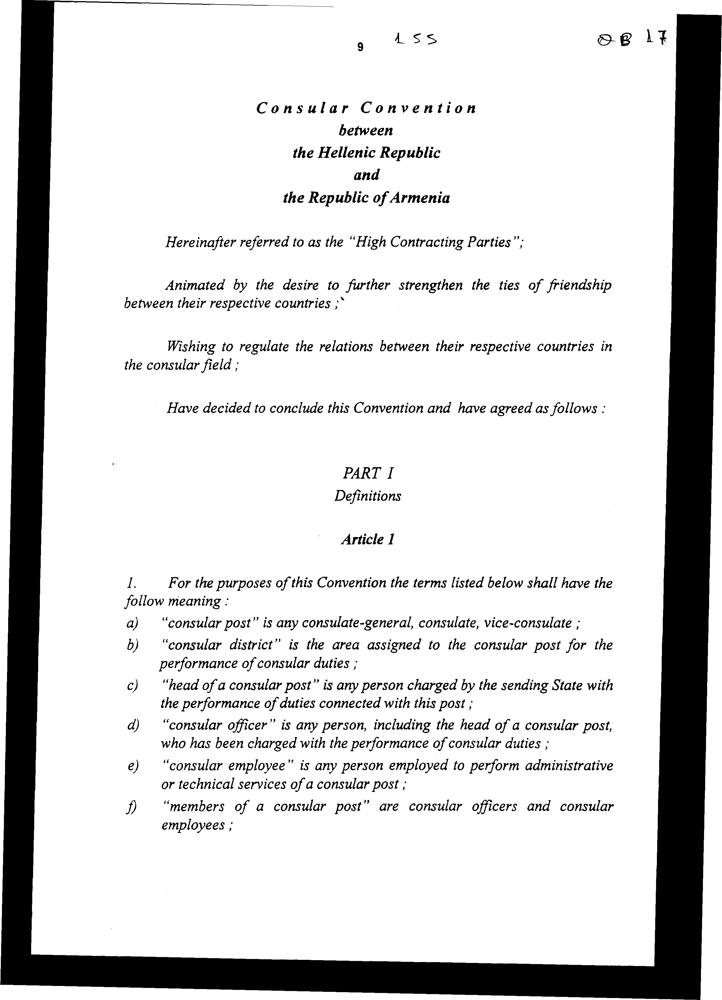 9
155
ΘΒ 17
Consular Convention
between
the Hellenic Republic
and
the Republic of Armenia
Hereinafter referred to as the “High Contracting Parties”;
Animated by the desire to further strengthen the ties of friendship
between their respective countries ;
Wishing to regulate the relations between their respective countries in
the consular field ;
Have decided to conclude this Convention and have agreed as follows :
PART I
Definitions
Article 1
1. For the purposes of this Convention the terms listed below shall have the
follow meaning :
a) “consular post” is any consulate-general, consulate, vice-consulate ;
b) “consular district” is the area assigned to the consular post for the
performance of consular duties ;
c) “head of a consular post” is any person charged by the sending State with
the performance of duties connected with this post ;
d) “consular officer” is any person, including the head of a consular post,
who has been charged with the performance of consular duties ;
e) “consular employee” is any person employed to perform administrative
or technical services of a consular post ;
f) “members of a consular post” are consular officers and consular
employees ;